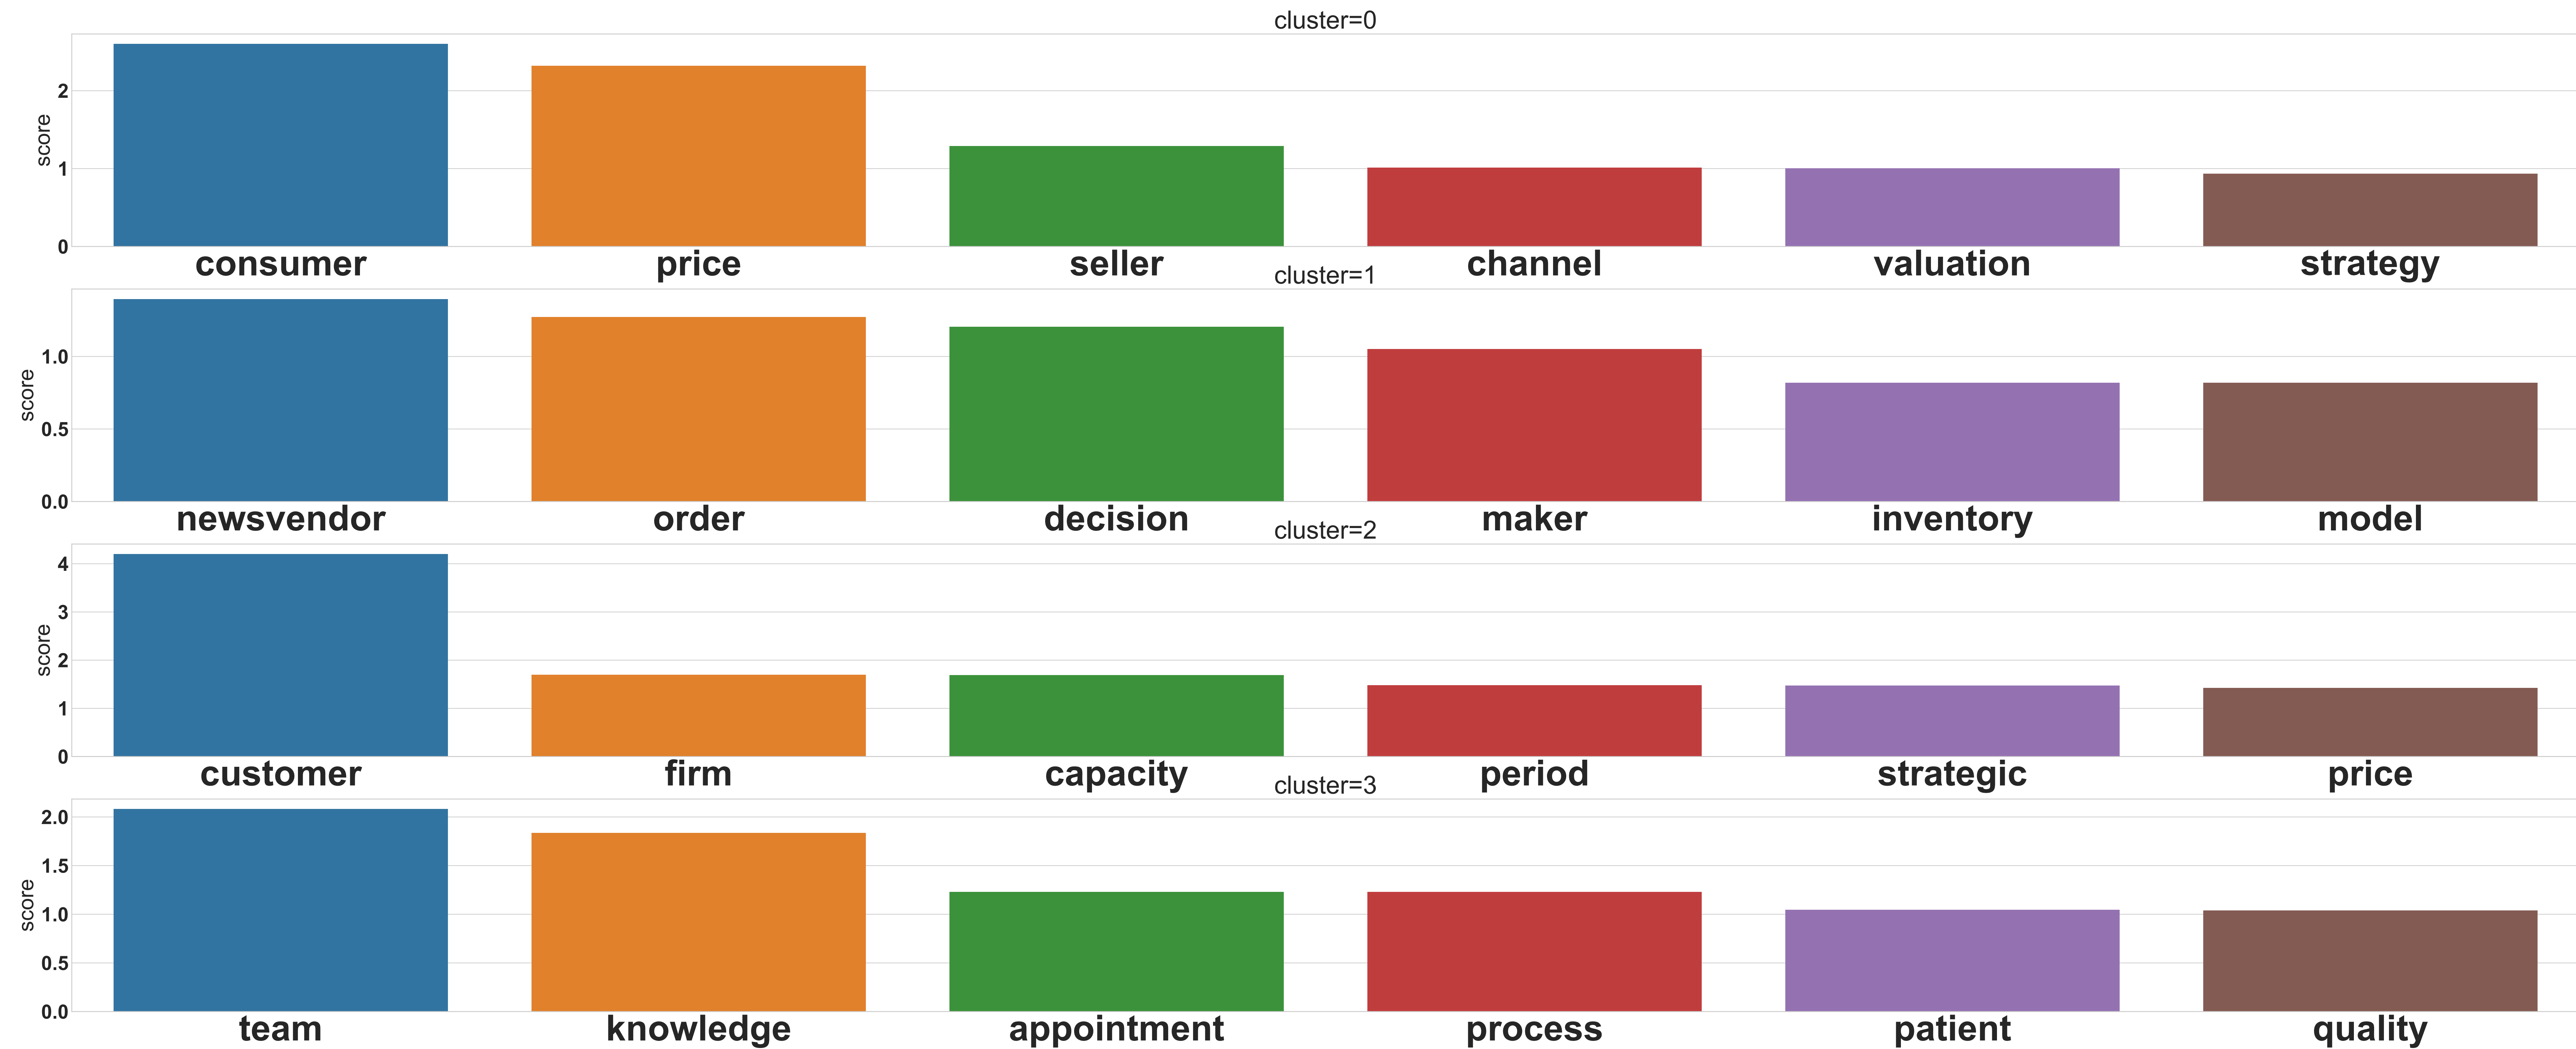 cluster=0
score
2
1
0
consumer price seller channel valuation strategy
cluster=1
score
1.0
0.5
0.0
newsvendor order decision maker inventory model
cluster=2
score
4
3
2
1
0
customer firm capacity period strategic price
cluster=3
score
2.0
1.5
1.0
0.5
0.0
team knowledge appointment process patient quality